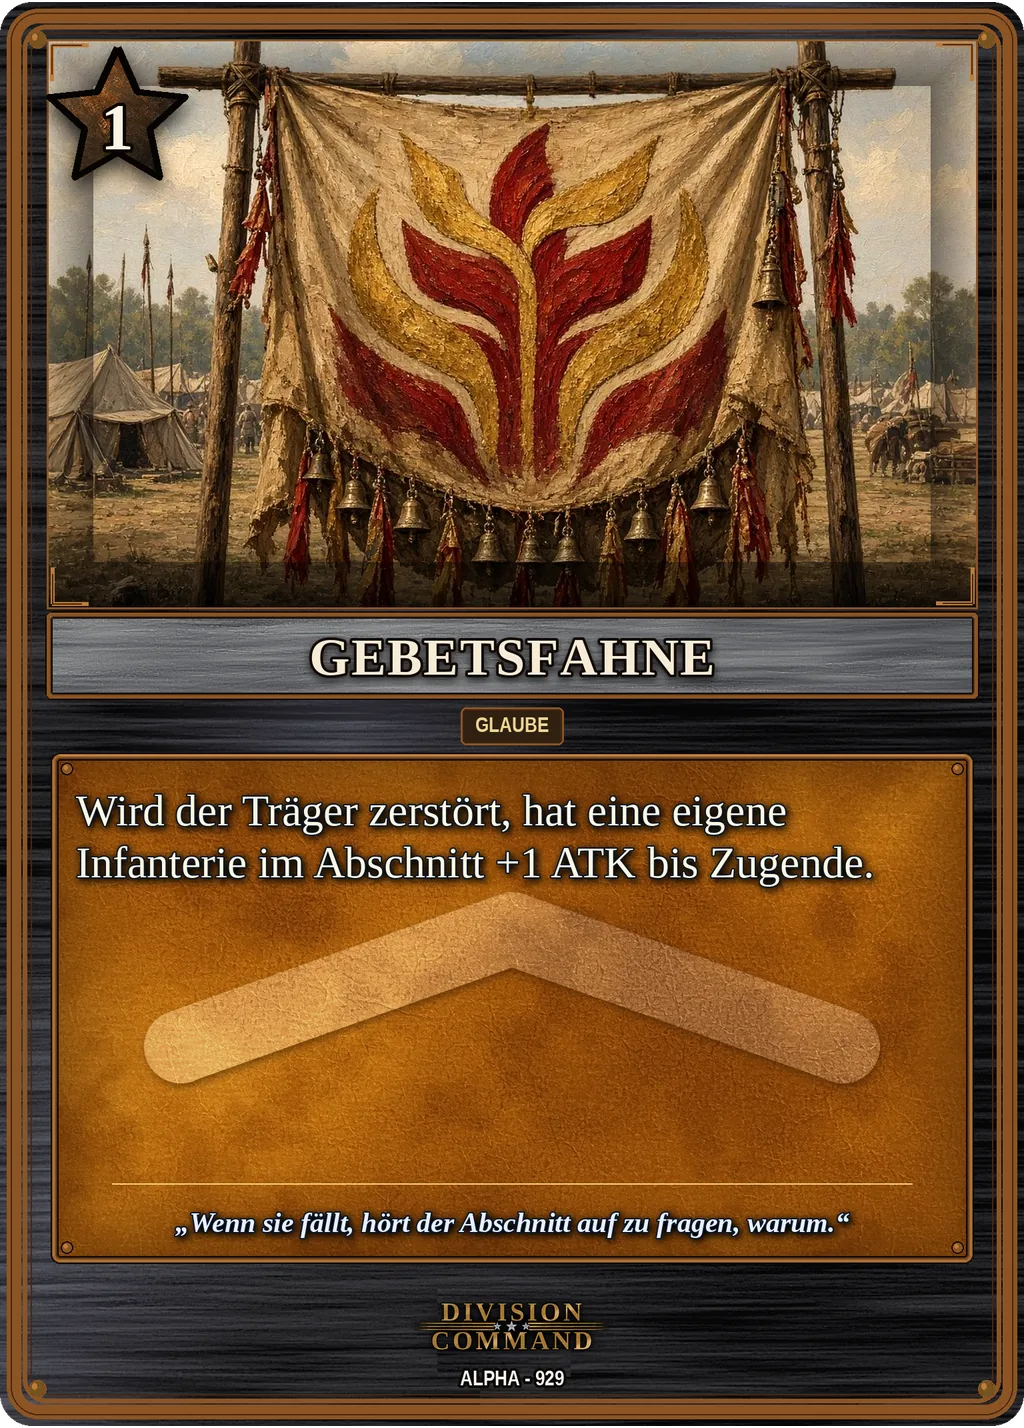 1
GEBETSFAHNE
GLAUBE
Wird der Träger zerstört, hat eine eigene
Infanterie im Abschnitt +1 ATK bis Zugende.
„Wenn sie fällt, hört der Abschnitt auf zu fragen, warum.“
DIVISION
COMMAND
ALPHA - 929